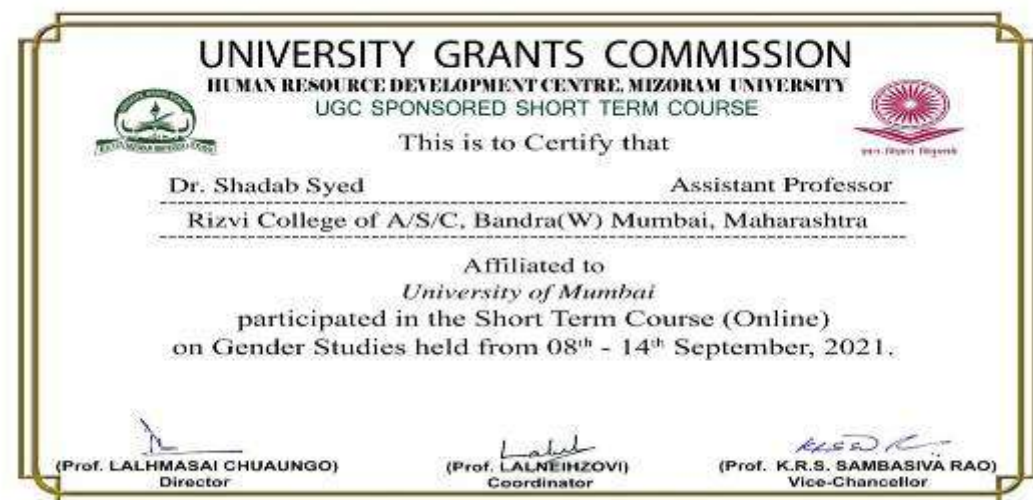 UNIVERSITY GRANTS COMMISSION
HUMAN RESOURCE DEVELOPMENT CENTRE, MIZORAM UNIVERSITY
UGC SPONSORED SHORT TERM COURSE
This is to Certify that
Dr. Shadab Syed Assistant Professor
Rizvi College of A/S/C, Bandra(W) Mumbai, Maharashtra
Affiliated to
University of Mumbai
participated in the Short Term Course (Online)
on Gender Studies held from 08th - 14th September, 2021.
(Prof. LALHMASAI CHUAUNGO) (Prof. LALNEIHZOVI) (Prof. K.R.S. SAMBASIVA RAO)
Director Coordinator Vice-Chancellor